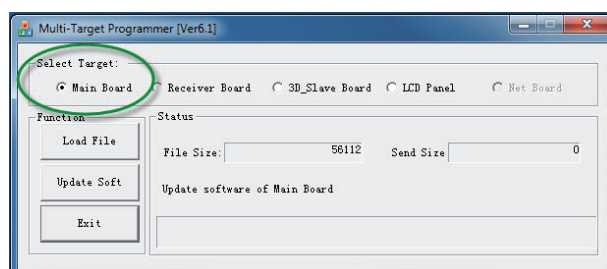 Multi-Target Programmer [Ver6.1]
Select Target:
Main Board Receiver Board 3D_Slave Board LCD Panel Net Board
Function
Status
Load File
File Size: 56112 Send Size 0
Update Soft
Update software of Main Board
Exit